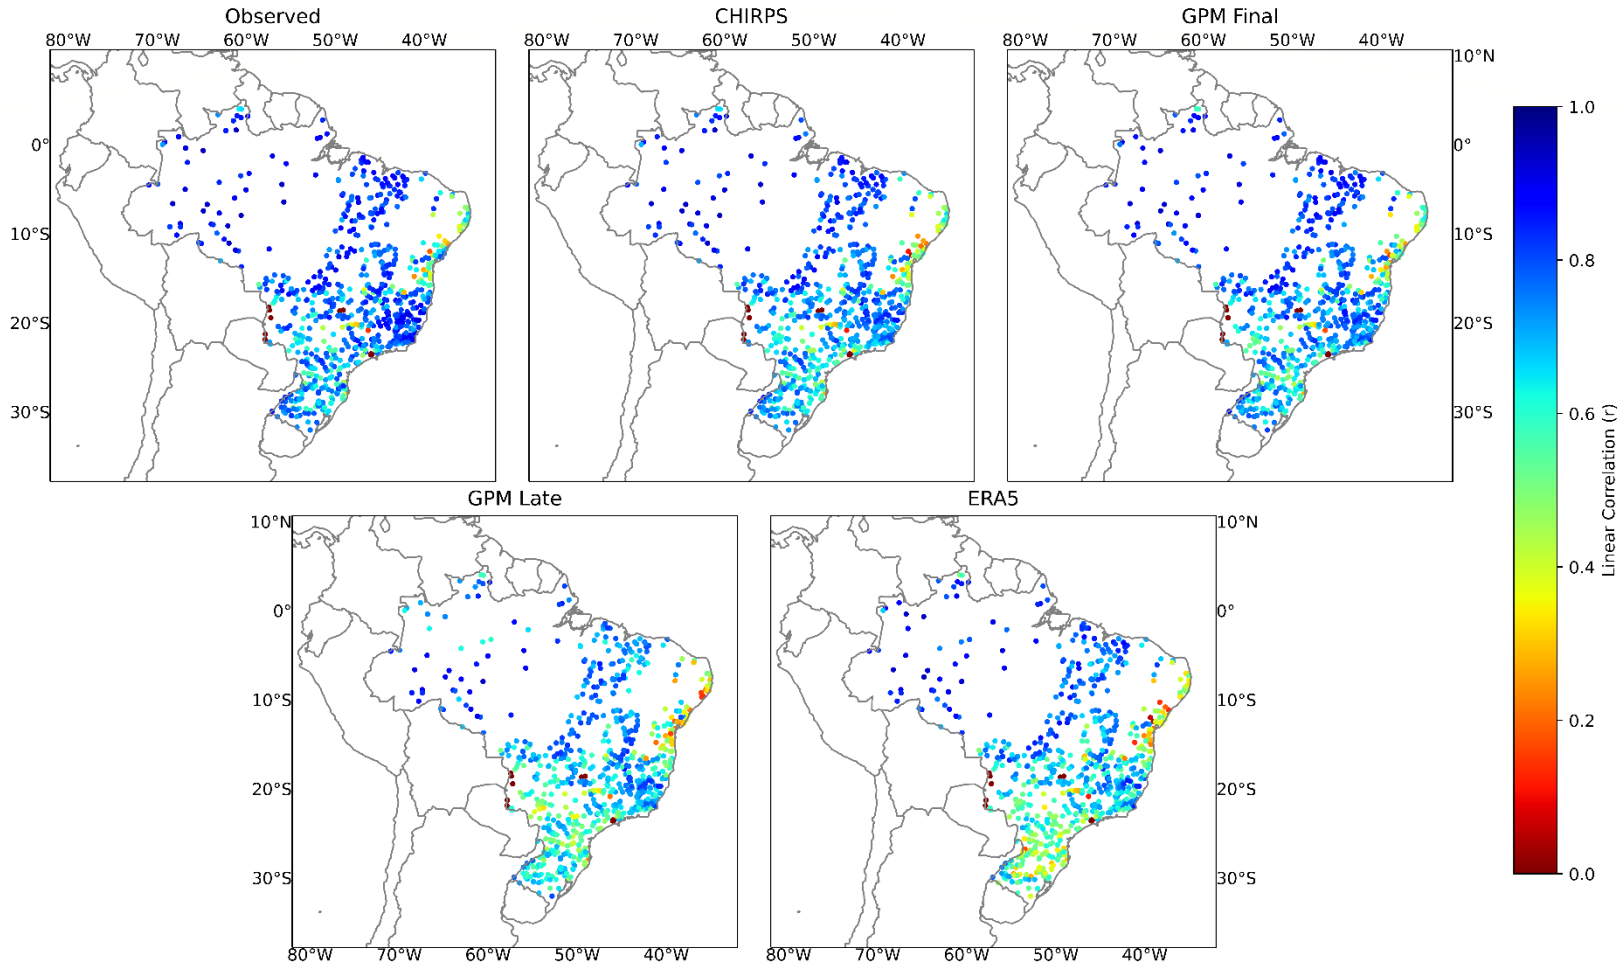 Observed CHIRPS GPM Final
80°W 70°W 60°W 50°W 40°W 80°W 70°W 60°W 50°W 40°W 80°W 70°W 60°W 50°W 40°W
10°N
0° 0°
10°S 10°S
20°S 20°S
30°S 30°S
GPM Late ERA5
10°N 10°N
0° 0°
10°S 10°S
20°S 20°S
30°S 30°S
80°W 70°W 60°W 50°W 40°W 80°W 70°W 60°W 50°W 40°W
1.0
0.8
0.6
0.4
0.2
0.0
Linear Correlation (r)